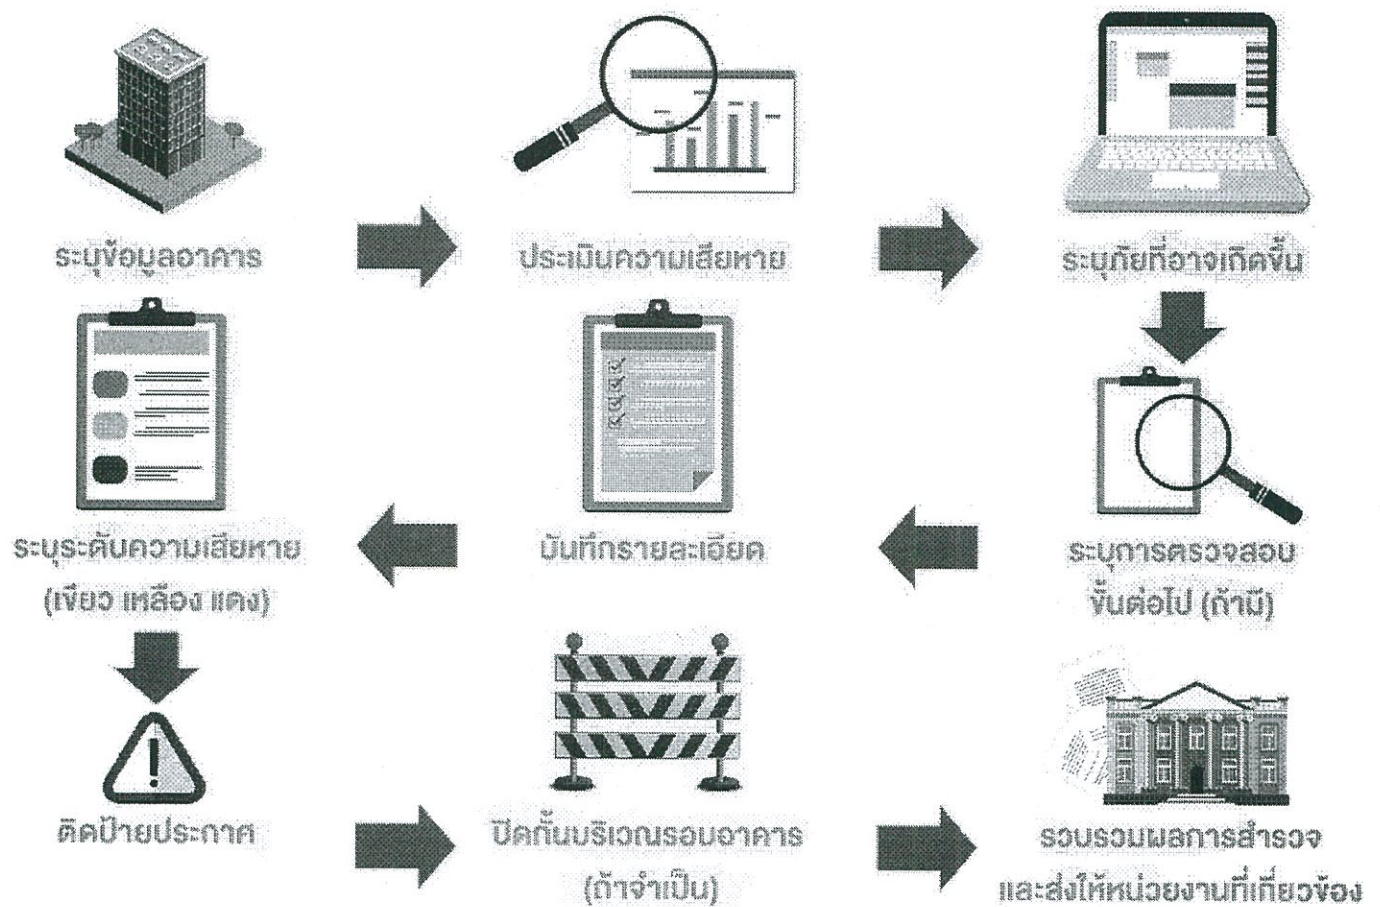 ระบุข้อมูลอาคาร
ประเมินความเสียหาย
ระบุภัยที่อาจเกิดขึ้น
ระบุการตรวจสอบ
ขั้นต่อไป (ถ้ามี)
บันทึกรายละเอียด
ระบุระดับความเสียหาย
(เขียว เหลือง แดง)
ติดป้ายประกาศ
ปิดกั้นบริเวณรอบอาคาร
(ถ้าจำเป็น)
รวบรวมผลการสำรวจ
และส่งให้หน่วยงานที่เกี่ยวข้อง